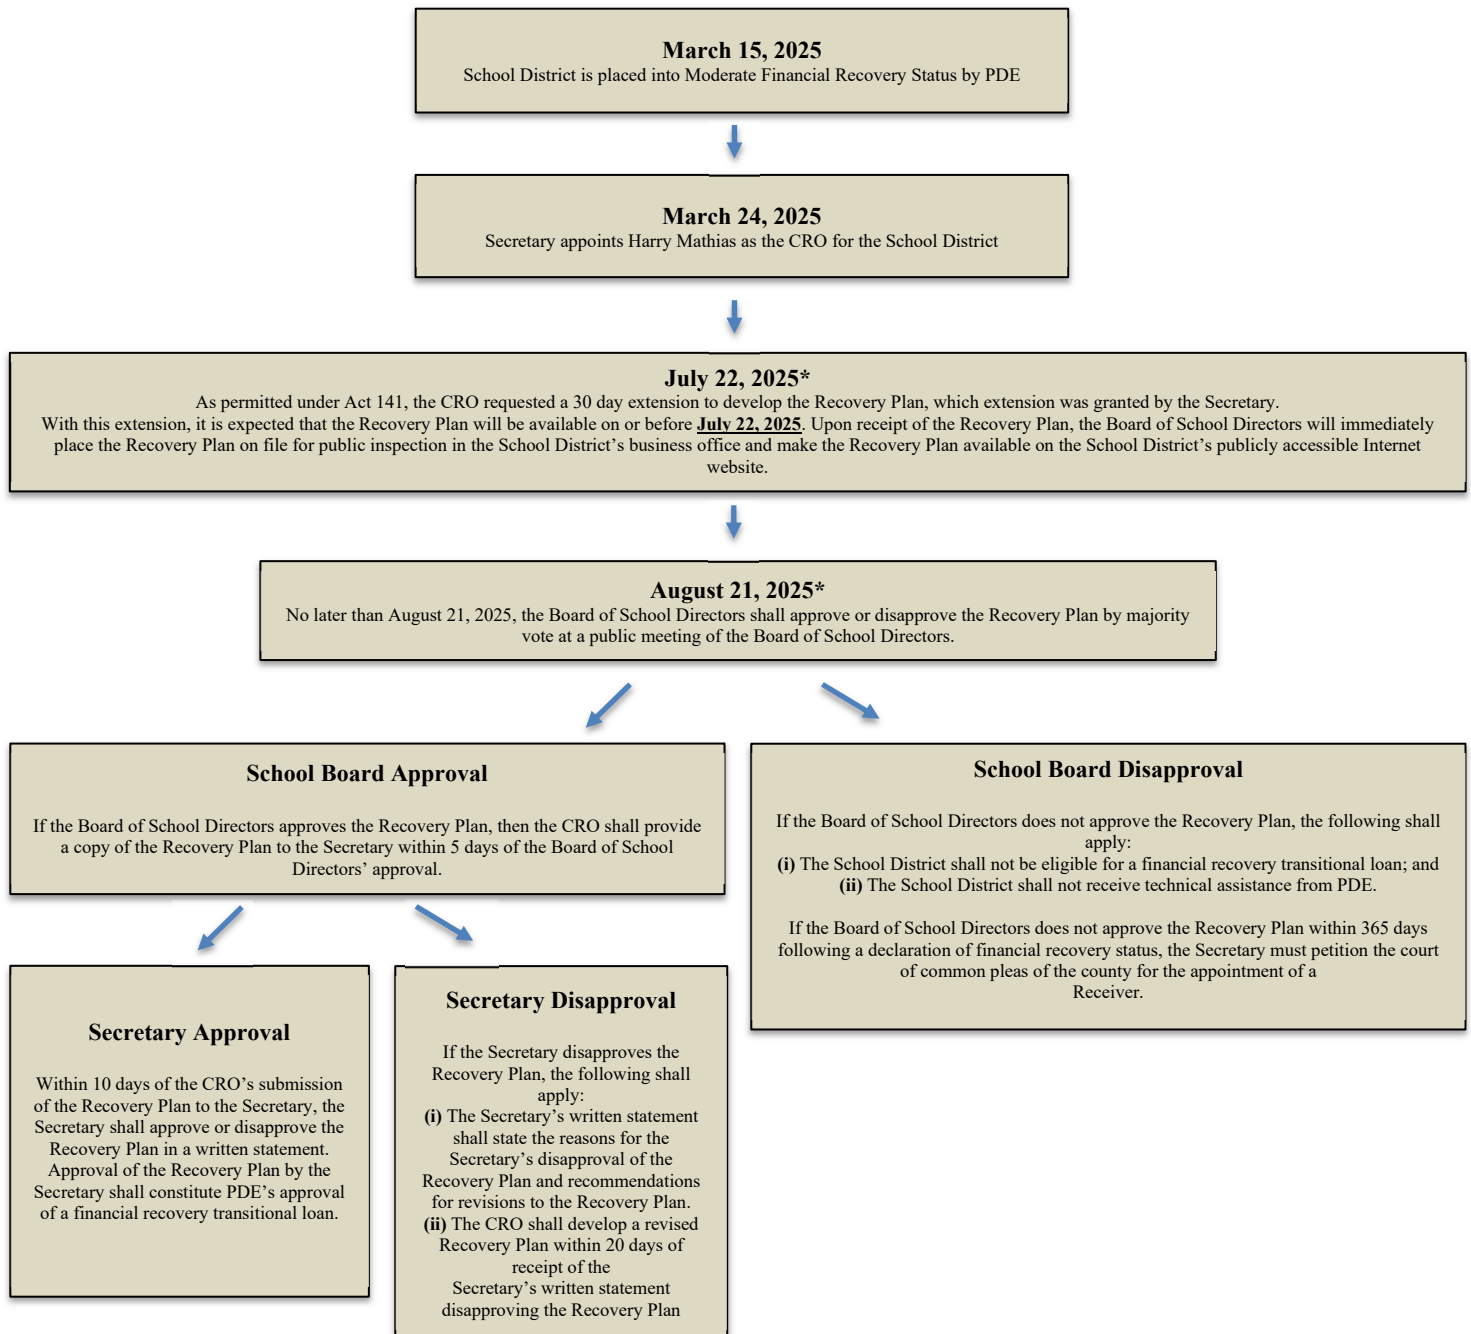 March 15, 2025
School District is placed into Moderate Financial Recovery Status by PDE
March 24, 2025
Secretary appoints Harry Mathias as the CRO for the School District
July 22, 2025*
As permitted under Act 141, the CRO requested a 30 day extension to develop the Recovery Plan, which extension was granted by the Secretary.
With this extension, it is expected that the Recovery Plan will be available on or before July 22, 2025. Upon receipt of the Recovery Plan, the Board of School Directors will immediately
place the Recovery Plan on file for public inspection in the School District’s business office and make the Recovery Plan available on the School District’s publicly accessible Internet
website.
August 21, 2025*
No later than August 21, 2025, the Board of School Directors shall approve or disapprove the Recovery Plan by majority
vote at a public meeting of the Board of School Directors.
School Board Approval
If the Board of School Directors approves the Recovery Plan, then the CRO shall provide
a copy of the Recovery Plan to the Secretary within 5 days of the Board of School
Directors’ approval.
School Board Disapproval
If the Board of School Directors does not approve the Recovery Plan, the following shall
apply:
(i) The School District shall not be eligible for a financial recovery transitional loan; and
(ii) The School District shall not receive technical assistance from PDE.
If the Board of School Directors does not approve the Recovery Plan within 365 days
following a declaration of financial recovery status, the Secretary must petition the court
of common pleas of the county for the appointment of a
Receiver.
Secretary Approval
Within 10 days of the CRO’s submission
of the Recovery Plan to the Secretary, the
Secretary shall approve or disapprove the
Recovery Plan in a written statement.
Approval of the Recovery Plan by the
Secretary shall constitute PDE’s approval
of a financial recovery transitional loan.
Secretary Disapproval
If the Secretary disapproves the
Recovery Plan, the following shall
apply:
(i) The Secretary’s written statement
shall state the reasons for the
Secretary’s disapproval of the
Recovery Plan and recommendations
for revisions to the Recovery Plan.
(ii) The CRO shall develop a revised
Recovery Plan within 20 days of
receipt of the
Secretary’s written statement
disapproving the Recovery Plan